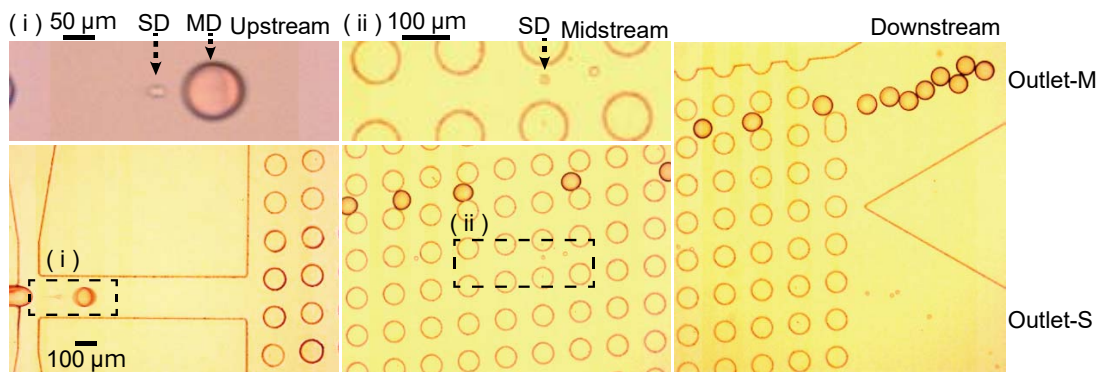 ( i ) 50 µm SD MD Upstream
( ii ) 100 µm SD Midstream
Downstream
Outlet-M
( i )
100 µm
( ii )
Outlet-S